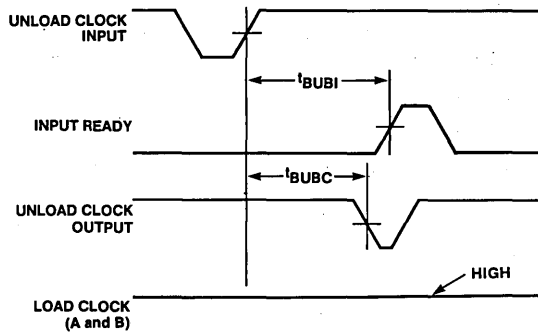 UNLOAD CLOCK
INPUT
tBUBI
INPUT READY
tBUBC
UNLOAD CLOCK
OUTPUT
HIGH
LOAD CLOCK
(A and B)